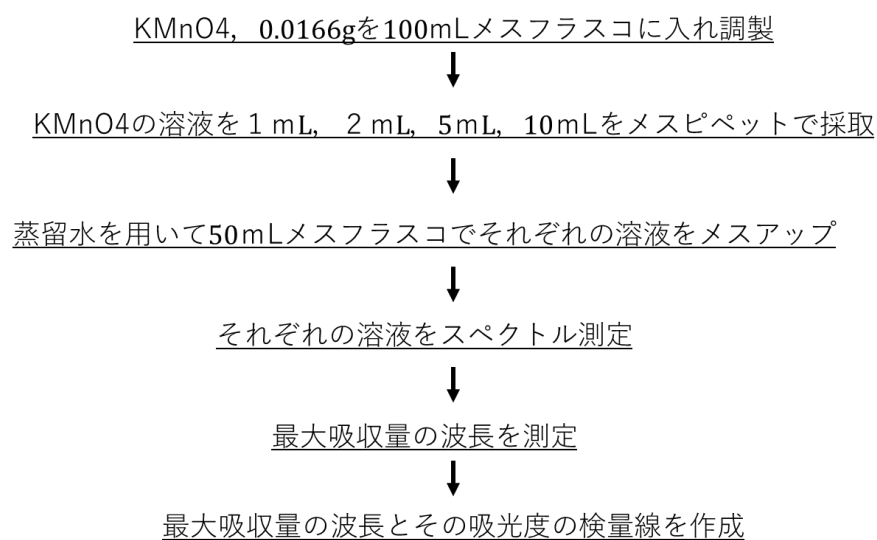 KMnO4, 0.0166gを100mLメスフラスコに入れ調製
KMnO4の溶液を1 mL, 2 mL, 5mL, 10mLをメスピペットで採取
蒸留水を用いて50mLメスフラスコでそれぞれの溶液をメスアップ
それぞれの溶液をスペクトル測定
最大吸収量の波長を測定
最大吸収量の波長とその吸光度の検量線を作成